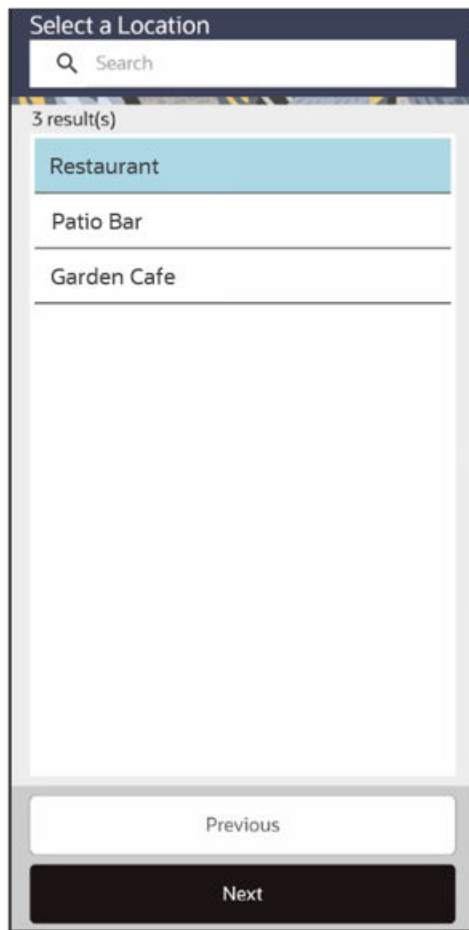 Select a Location
Search
3 result(s)
Restaurant
Patio Bar
Garden Cafe
Previous
Next